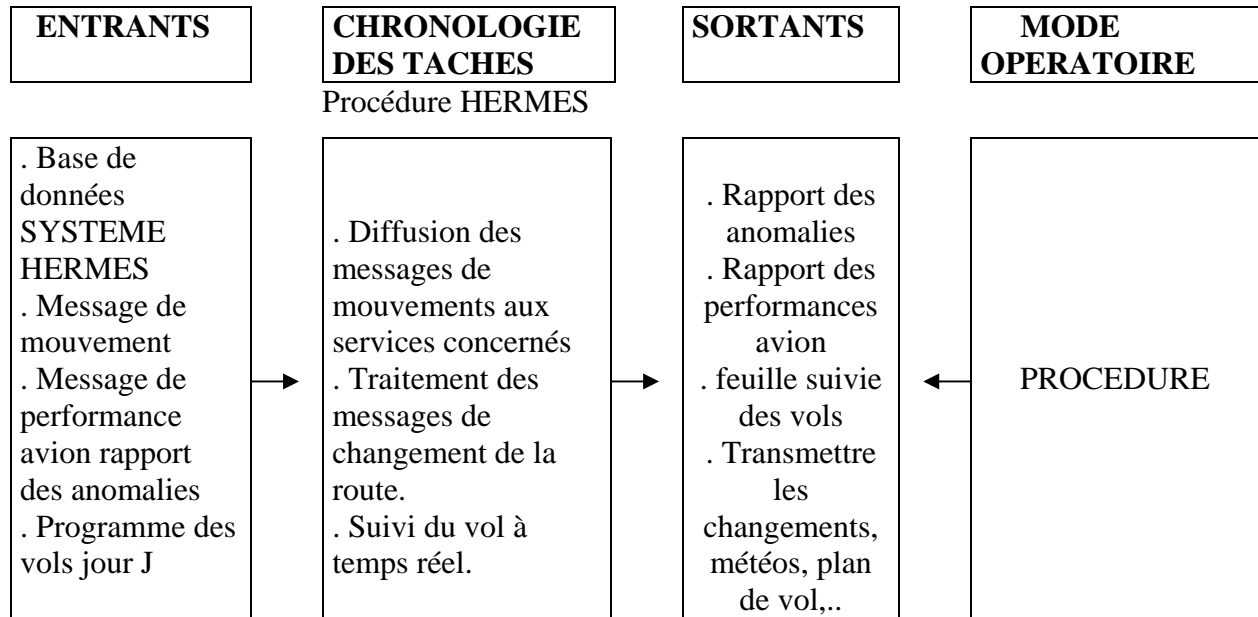 ENTRANTS
CHRONOLOGIE
DES TACHES
SORTANTS
MODE
OPERATOIRE
Procédure HERMES
. Base de
données
SYSTEME
HERMES
. Message de
mouvement
. Message de
performance
avion rapport
des anomalies
. Programme des
vols jour J
. Diffusion des
messages de
mouvements aux
services concernés
. Traitement des
messages de
changement de la
route.
. Suivi du vol à
temps réel.
. Rapport des
anomalies
. Rapport des
performances
avion
. feuille suivie
des vols
. Transmettre
les
changements,
météos, plan
de vol,..
PROCEDURE